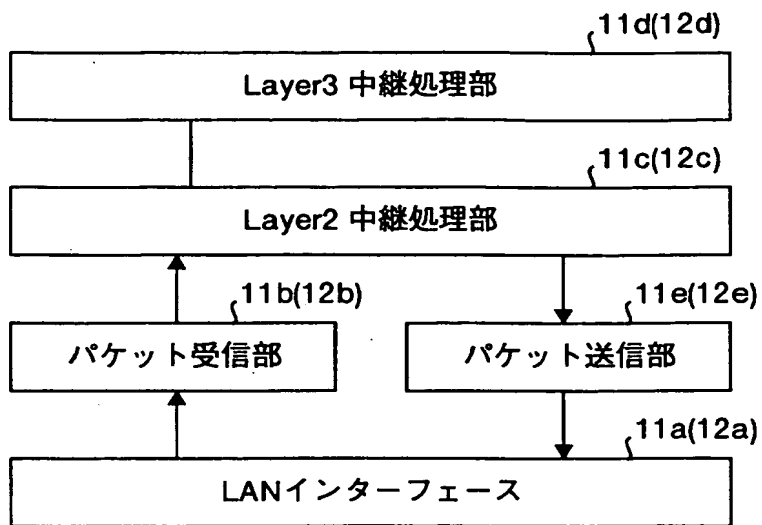 11d(12d)
Layer3 中継処理部
11c(12c)
Layer2 中継処理部
11b(12b)
11e(12e)
パケット受信部
パケット送信部
11a(12a)
LANインターフェース